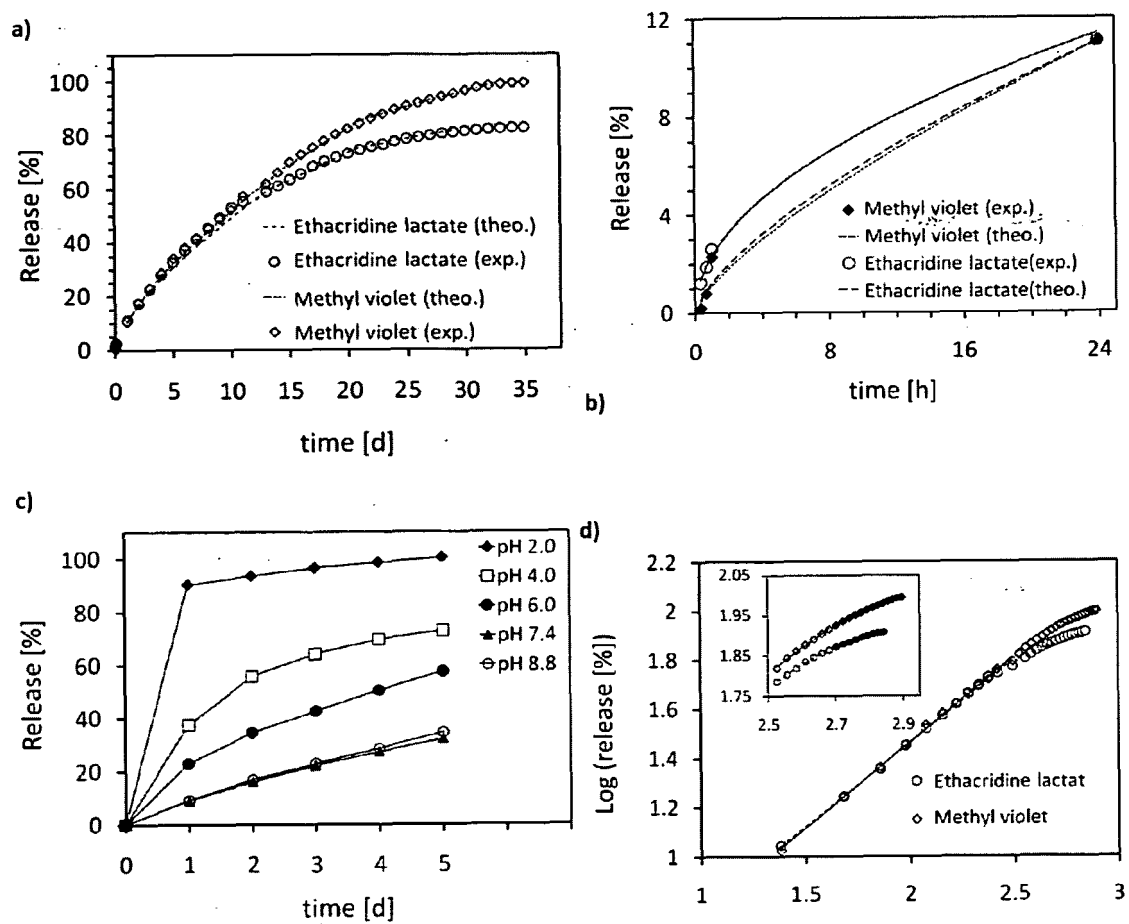 a)
Release [%]
100
80
60
40
20
0
Ethacridine lactate (theo.)
Ethacridine lactate (exp.)
Methyl violet (theo.)
Methyl violet (exp.)
0 5 10 15 20 25 30 35
time [d]
b)
Release [%]
12
8
4
0
Methyl violet (exp.)
Methyl violet (theo.)
Ethacridine lactate(exp.)
Ethacridine lactate(theo.)
0 8 16 24
time [h]
c)
Release [%]
100
80
60
40
20
0
pH 2.0
pH 4.0
pH 6.0
pH 7.4
pH 8.8
0 1 2 3 4 5
time [d]
d)
Log (release [%])
2.2
2
1.8
1.6
1.4
1.2
1
2.05
1.95
1.85
1.75
2.5 2.7 2.9
Ethacridine lactat
Methyl violet
1 1.5 2 2.5 3